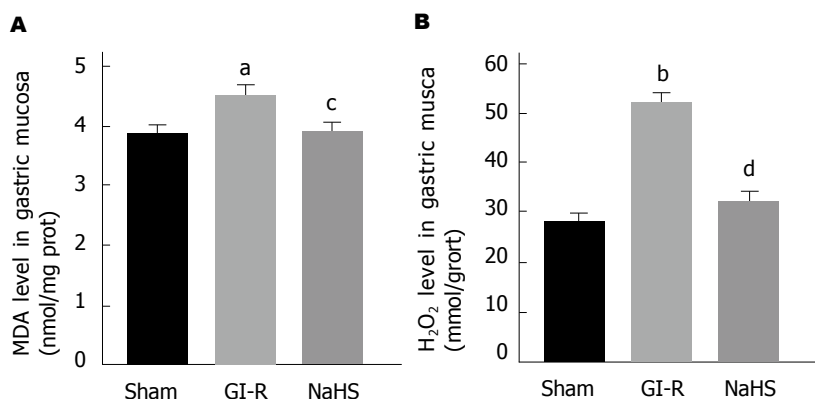 A
MDA level in gastric mucosa
(nmol/mg prot)
5
4
3
2
1
0
a
c
Sham GI-R NaHS
B
H₂O₂ level in gastric musca
(mmol/grort)
60
50
40
30
20
10
0
b
d
Sham GI-R NaHS